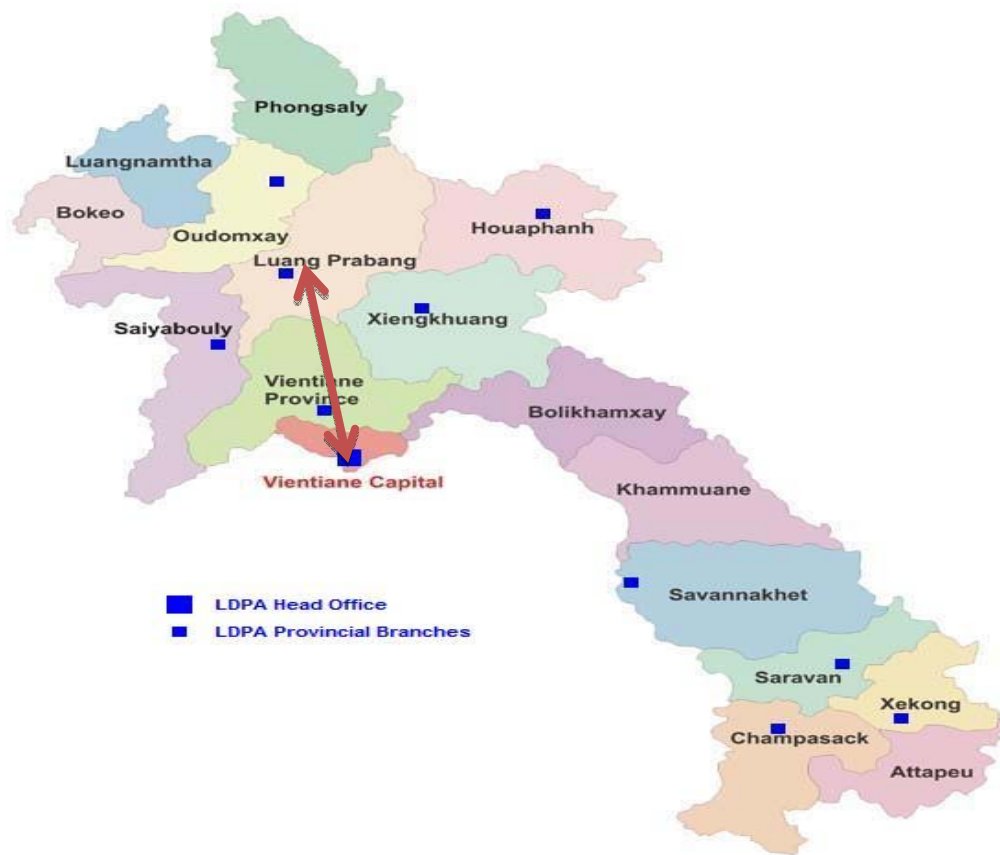 Phongsaly
Luangnamtha
Bokeo
Oudomxay
Houaphanh
Luang Prabang
Xiengkhuang
Saiyabouly
Vientiane
Province
Bolikhamxay
Vientiane Capital
Khammuane
Savannakhet
LDPA Head Office
LDPA Provincial Branches
Saravan
Xekong
Champasack
Attapeu